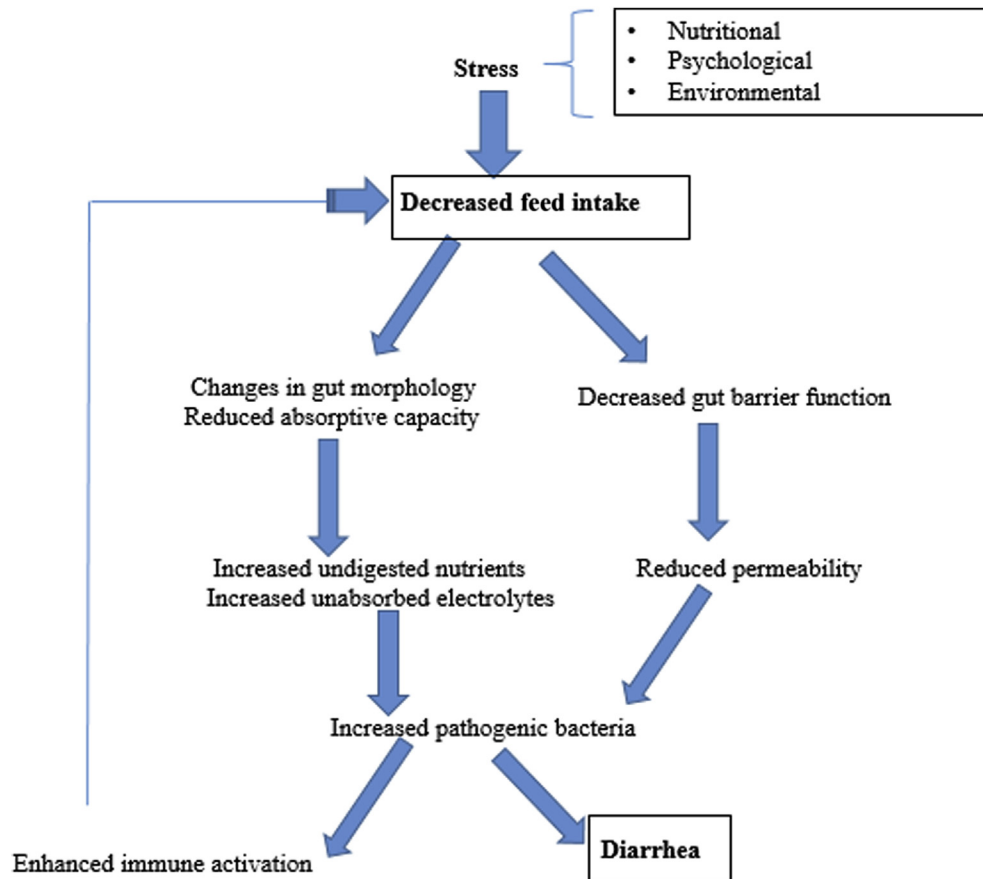 Stress
• Nutritional
• Psychological
• Environmental
Decreased feed intake
Changes in gut morphology
Reduced absorptive capacity
Decreased gut barrier function
Increased undigested nutrients
Increased unabsorbed electrolytes
Reduced permeability
Increased pathogenic bacteria
Enhanced immune activation
Diarrhea